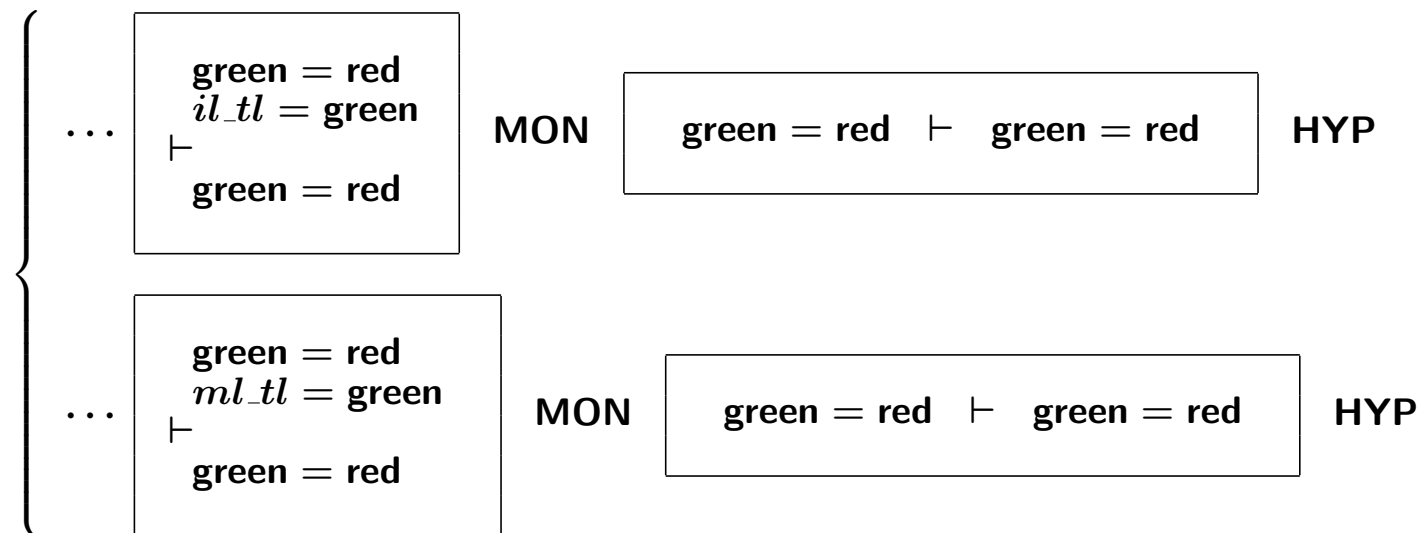 green = red
il_tl = green
⊢
green = red
... MON green = red ⊢ green = red HYP
green = red
ml_tl = green
⊢
green = red
... MON green = red ⊢ green = red HYP